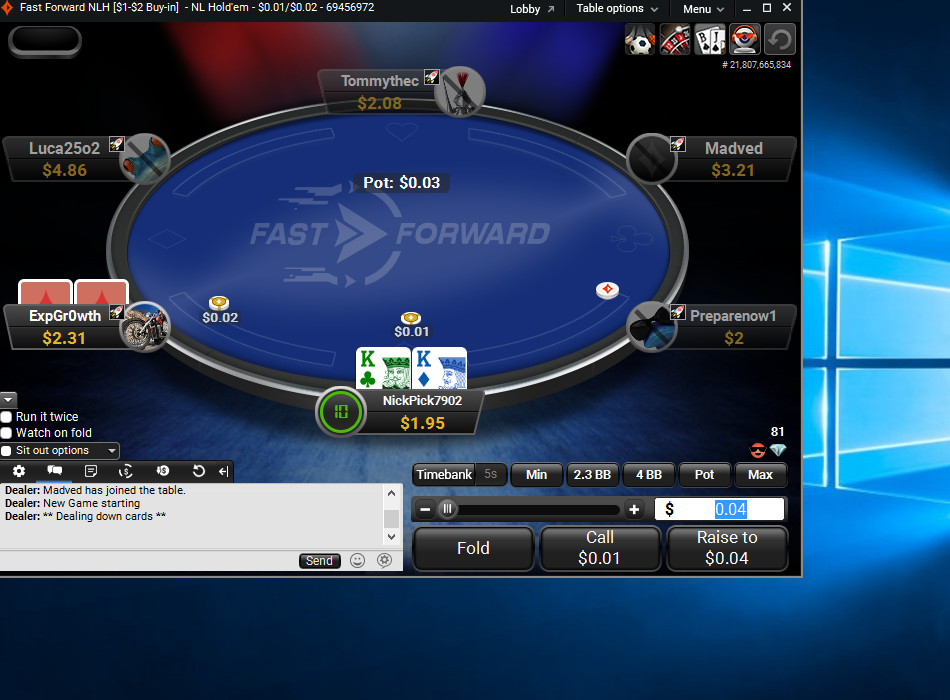 Fast Forward NLH [$1-$2 Buy-in] - NL Hold'em - $0.01/$0.02 - 69456972
Lobby
Table options
Menu
# 21,807,665,834
Tommythec
$2.08
Luca25o2
$4.86
Madved
$3.21
Pot: $0.03
FAST FORWARD
ExpGr0wth
$2.31
$0.02
$0.01
Preparenow1
$2
K K
10
NickPick7902
$1.95
Run it twice
Watch on fold
Sit out options
81
Timebank 5s
Min
2.3 BB
4 BB
Pot
Max
Dealer: Madved has joined the table.
Dealer: New Game starting
Dealer: ** Dealing down cards **
$ 0.04
Send
Fold
Call
$0.01
Raise to
$0.04